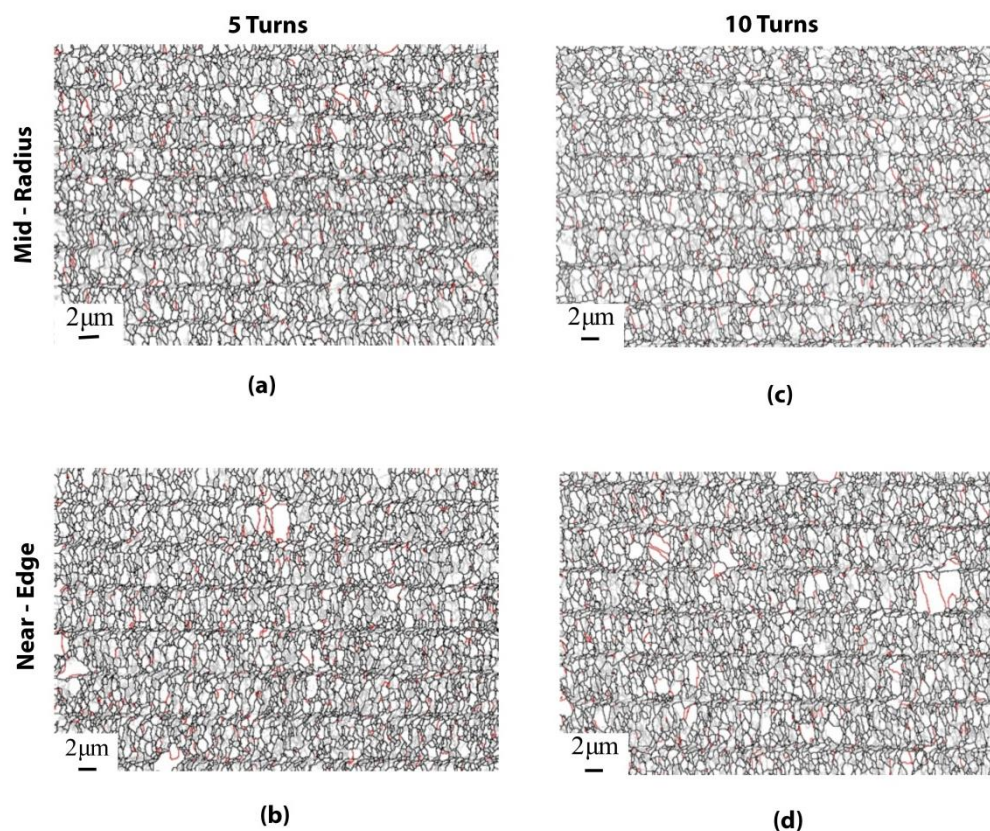 5 Turns
10 Turns
Mid - Radius
2μm
2μm
(a)
(c)
Near - Edge
2μm
2μm
(b)
(d)